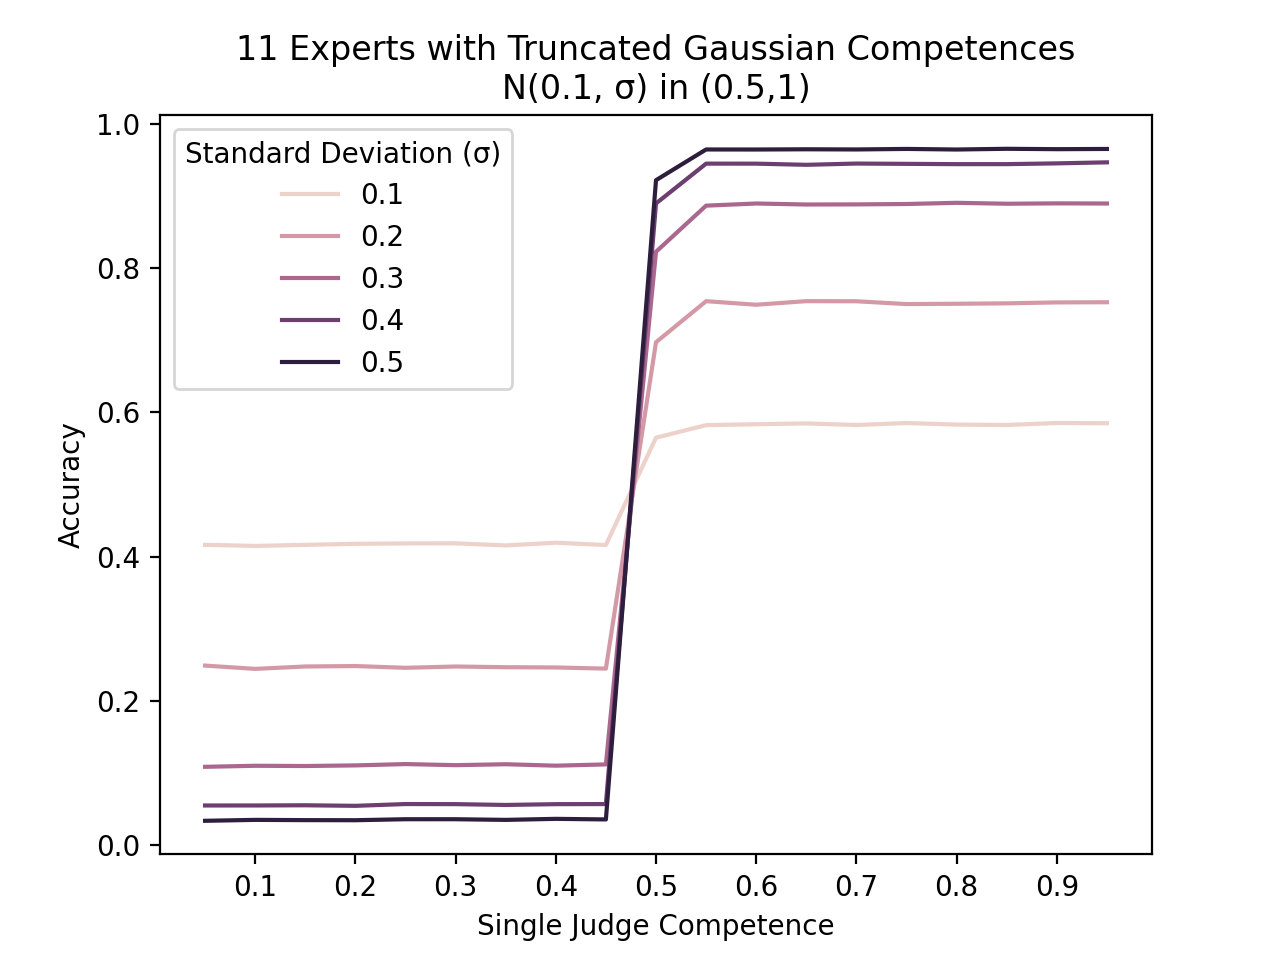 11 Experts with Truncated Gaussian Competences
N(0.1, σ) in (0.5,1)
Standard Deviation (σ)
0.1
0.2
0.3
0.4
0.5
Accuracy
1.0
0.8
0.6
0.4
0.2
0.0
0.1 0.2 0.3 0.4 0.5 0.6 0.7 0.8 0.9
Single Judge Competence